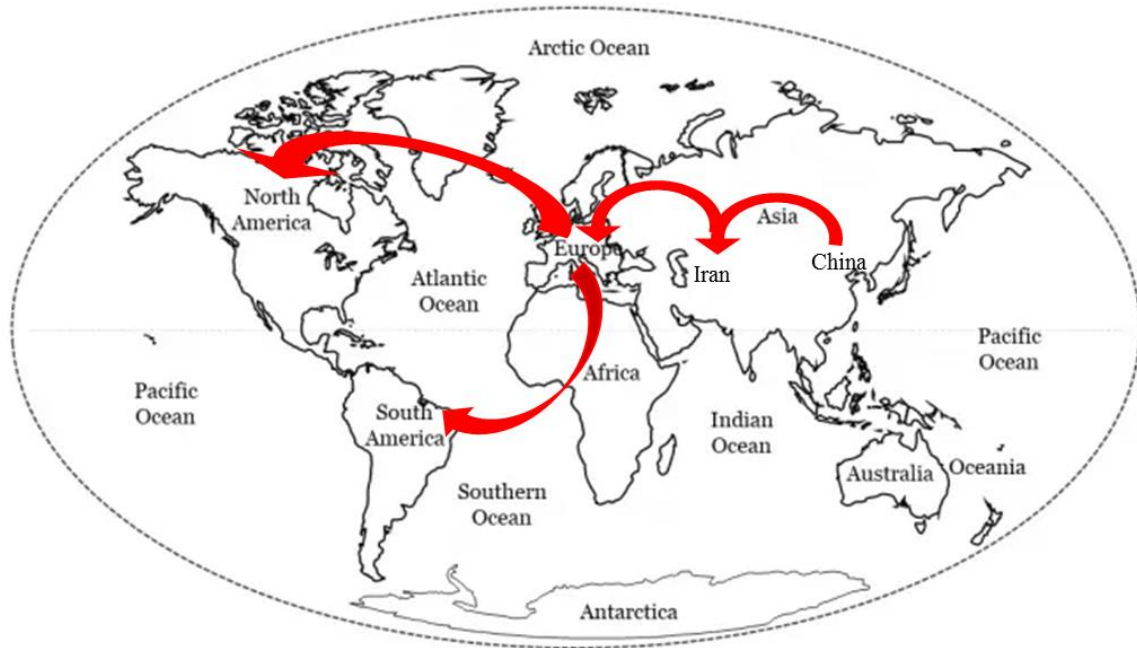 Arctic Ocean
North
America
Asia
Europe
Iran
China
Atlantic
Ocean
Pacific
Ocean
Africa
Pacific
Ocean
South
America
Indian
Ocean
Australia
Oceania
Southern
Ocean
Antarctica